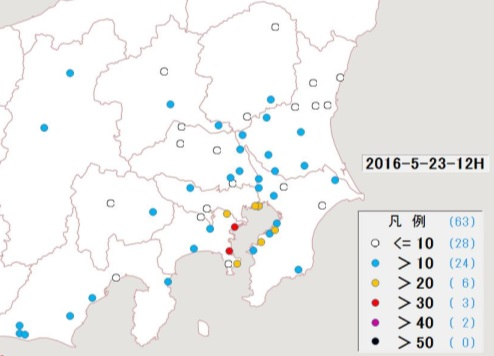 2016-5-23-12H
凡 例 (63)
<= 10 (28)
> 10 (24)
> 20 ( 6)
> 30 ( 3)
> 40 ( 2)
> 50 ( 0)